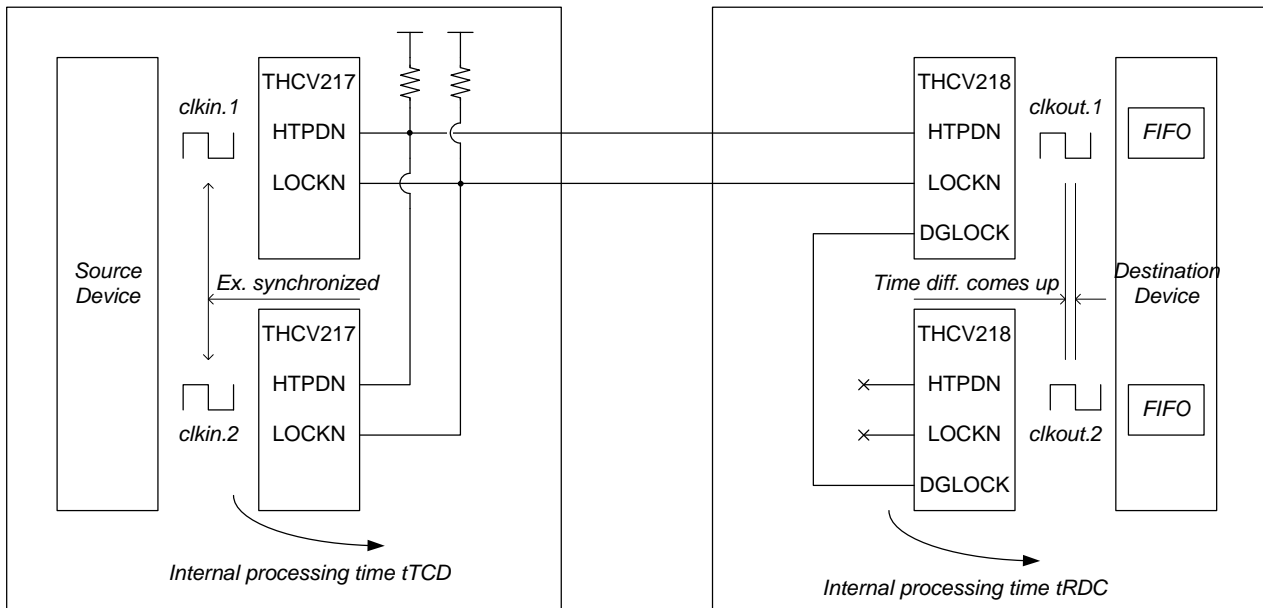 THCV217
clkin.1
HTPDN
LOCKN
Source
Device
Ex. synchronized
THCV217
HTPDN
clkin.2
LOCKN
Internal processing time tTCD
THCV218
clkout.1
HTPDN
FIFO
LOCKN
DGLOCK
Time diff. comes up
Destination
Device
THCV218
HTPDN
FIFO
LOCKN
clkout.2
DGLOCK
Internal processing time tRDC